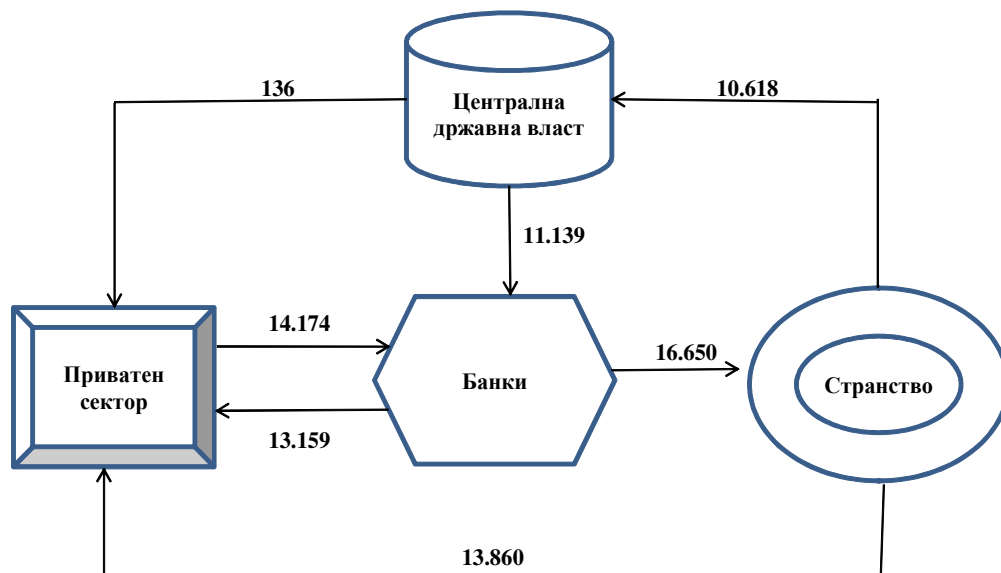 136
10.618
Централна
државна власт
11.139
14.174
16.650
Приватен
сектор
Банки
Странство
13.159
13.860